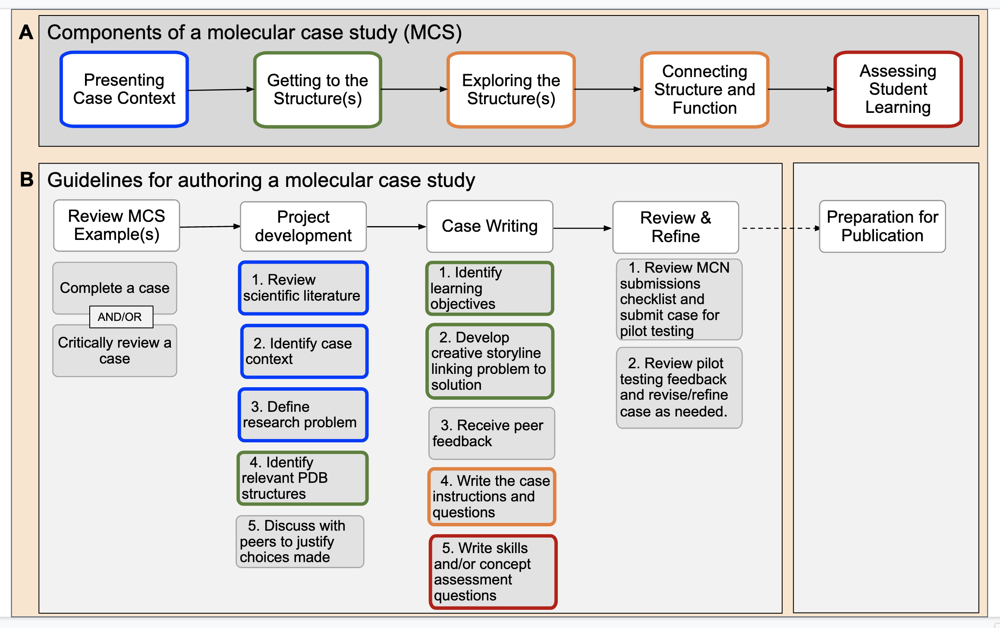 A
Components of a molecular case study (MCS)
Presenting
Case Context
Getting to the
Structure(s)
Exploring the
Structure(s)
Connecting
Structure and
Function
Assessing
Student
Learning
B
Guidelines for authoring a molecular case study
Review MCS
Example(s)
Complete a case
AND/OR
Critically review a
case
Project
development
1. Review
scientific literature
2. Identify case
context
3. Define
research problem
4. Identify
relevant PDB
structures
5. Discuss with
peers to justify
choices made
Case Writing
1. Identify
learning
objectives
2. Develop
creative storyline
linking problem to
solution
3. Receive peer
feedback
4. Write the case
instructions and
questions
5. Write skills
and/or concept
assessment
questions
Review &
Refine
1. Review MCN
submissions
checklist and
submit case for
pilot testing
2. Review pilot
testing feedback
and revise/refine
case as needed.
Preparation for
Publication